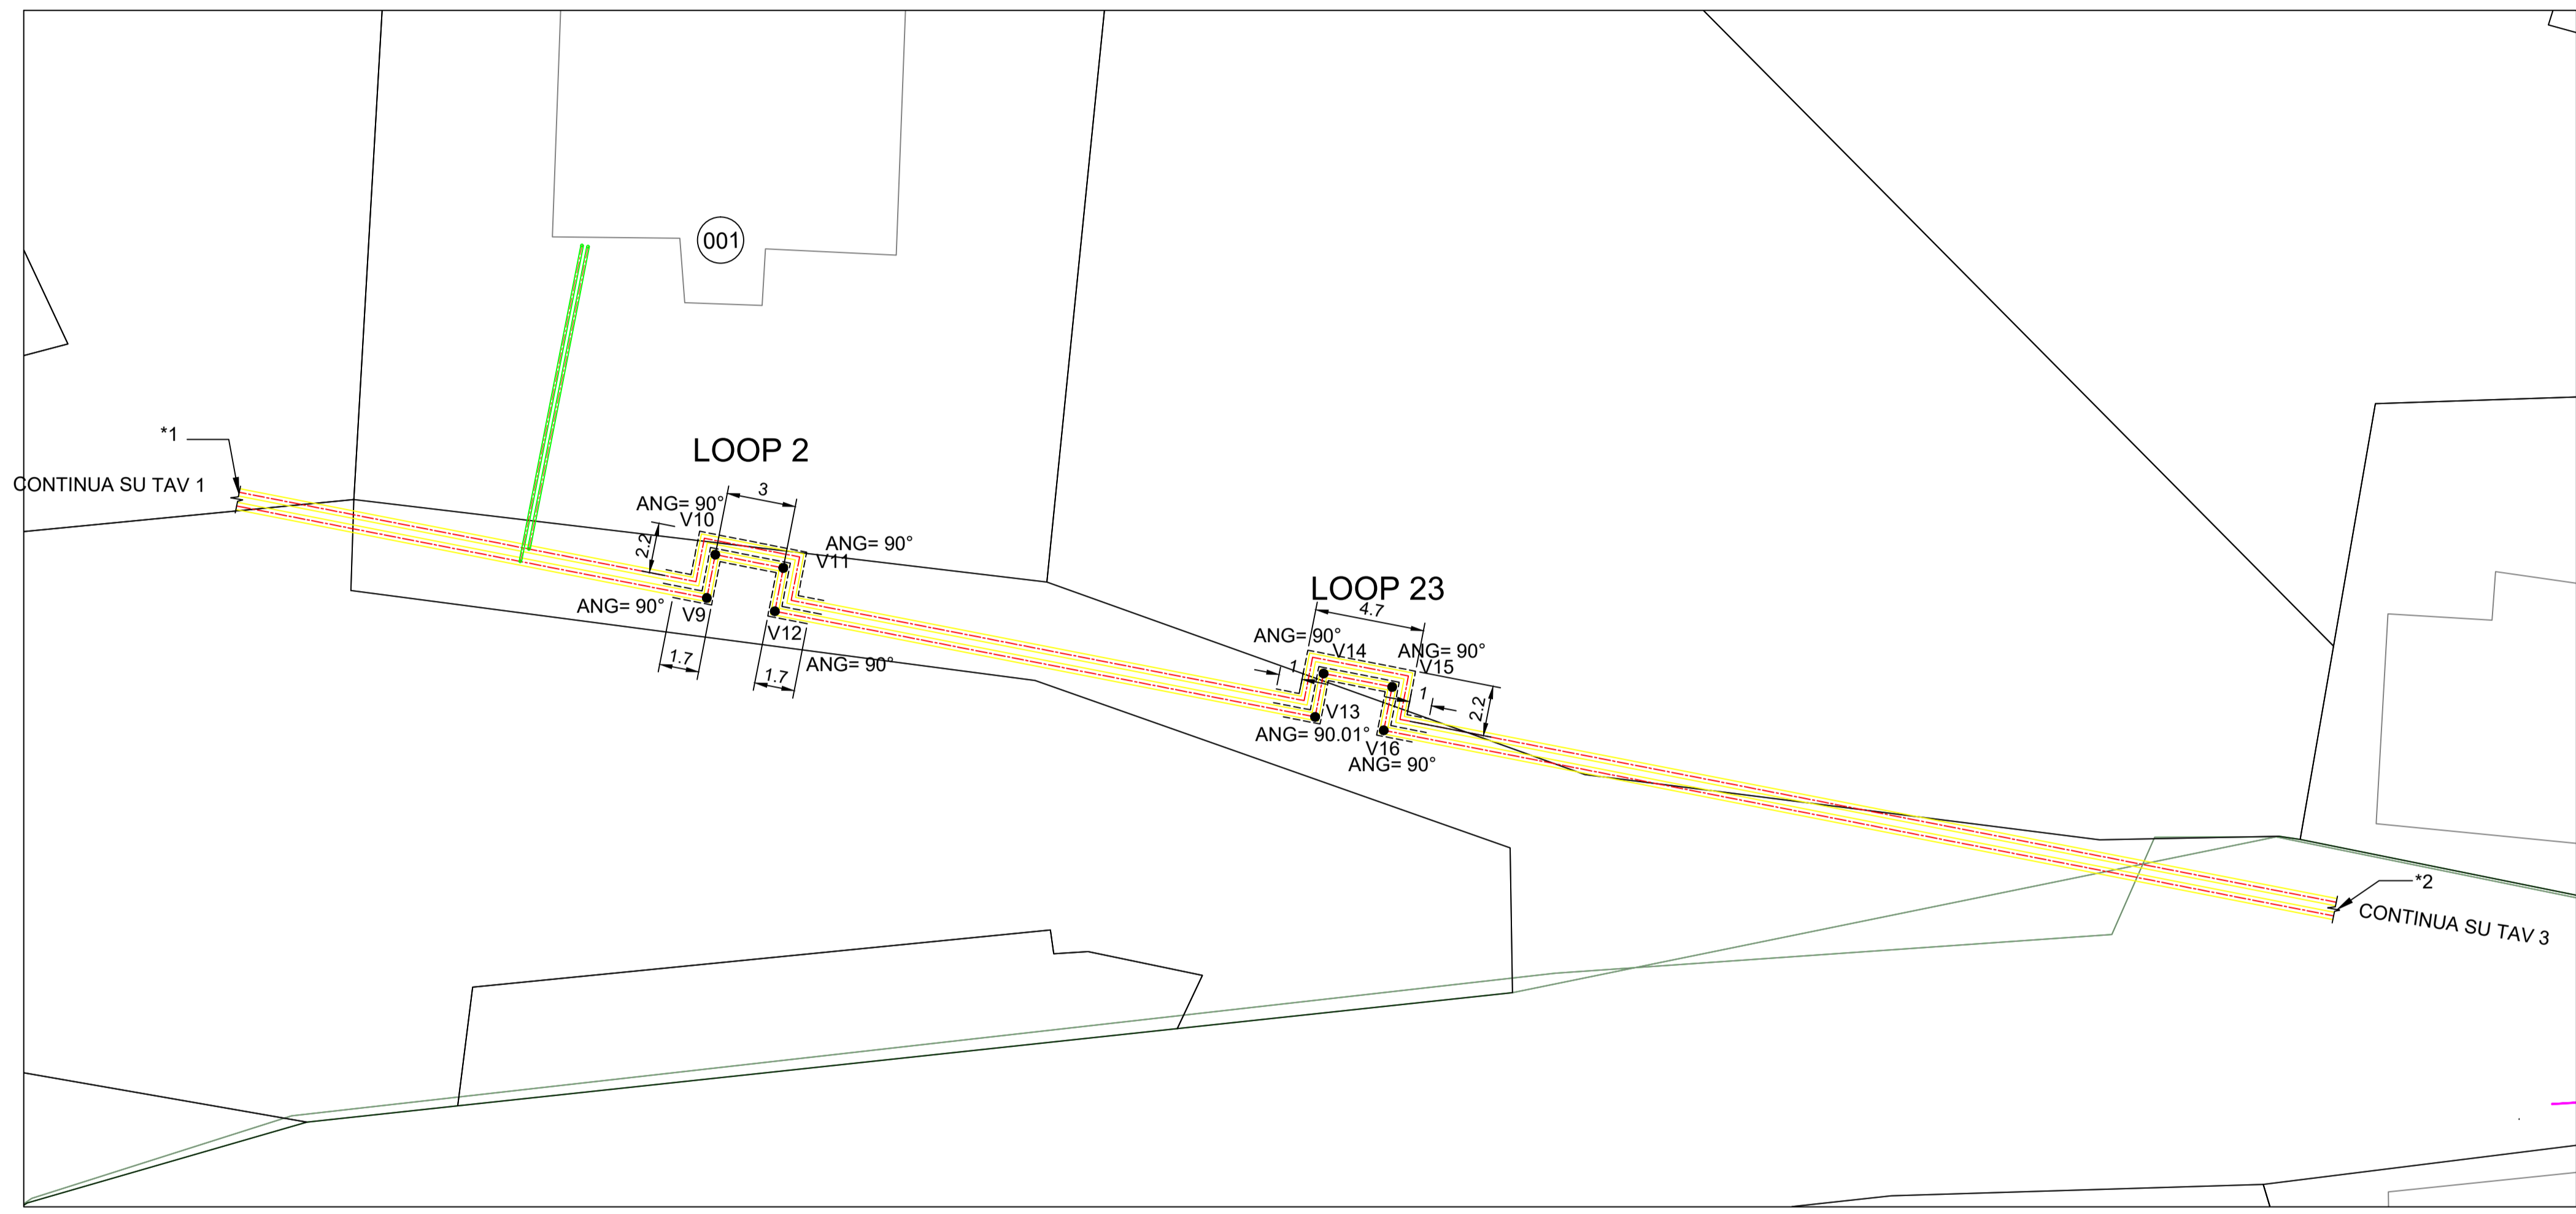 001
*1
CONTINUA SU TAV 1
LOOP 2
3
ANG= 90°
V10
2.2
ANG= 90°
V11
ANG= 90°
V9
V12
1.7
ANG= 90°
1.7
LOOP 23
4.7
ANG= 90°
V14
ANG= 90°
V15
1
1
2.2
V13
ANG= 90.01°
V16
ANG= 90°
*2
CONTINUA SU TAV 3